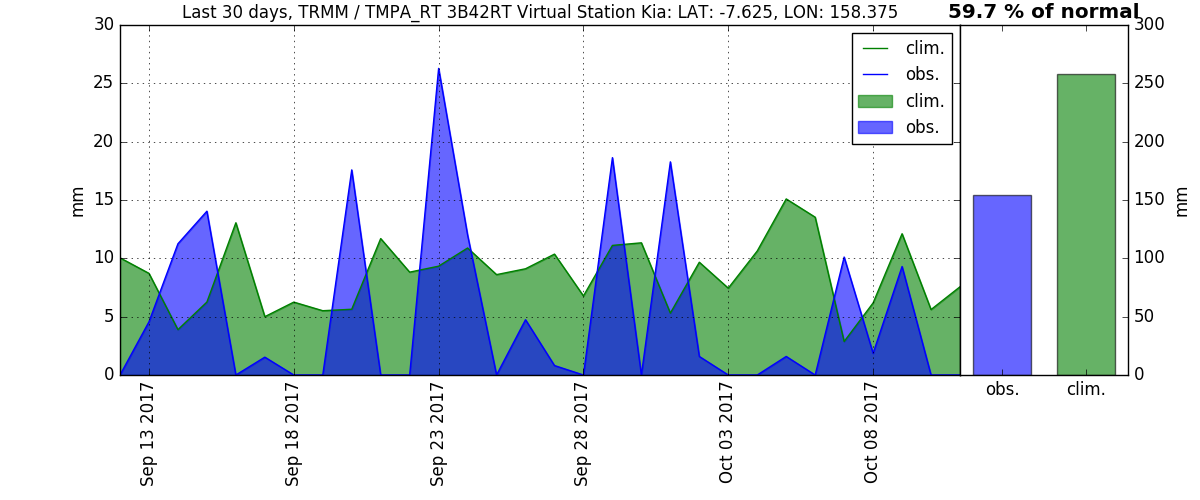 Last 30 days, TRMM / TMPA_RT 3B42RT Virtual Station Kia: LAT: -7.625, LON: 158.375
59.7 % of normal
30
25
20
15
10
5
0
mm
clim.
obs.
clim.
obs.
Sep 13 2017
Sep 18 2017
Sep 23 2017
Sep 28 2017
Oct 03 2017
Oct 08 2017
300
250
200
150
100
50
0
mm
obs.
clim.